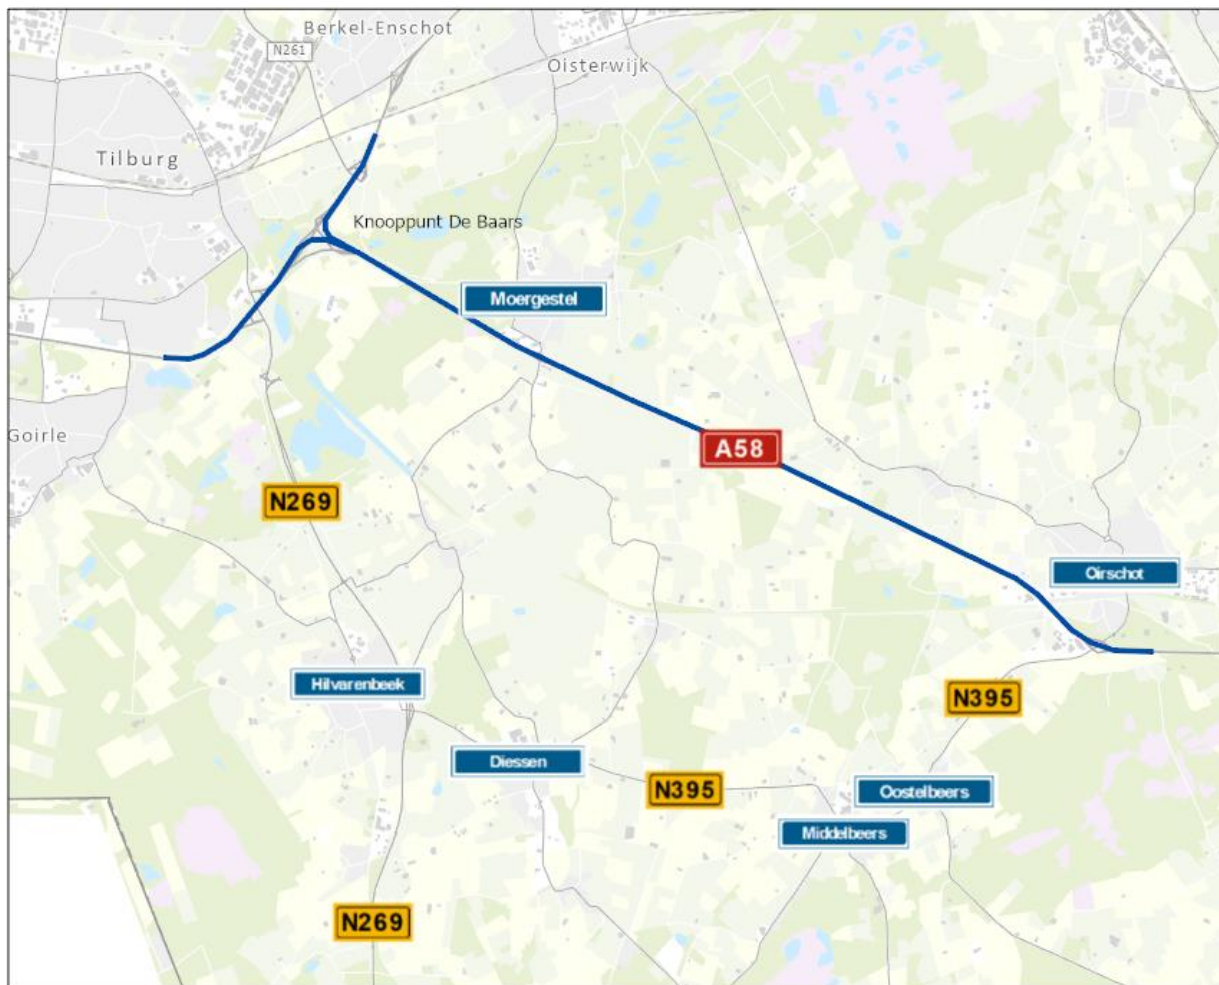 Berkel-Enschot
N261
Oisterwijk
Tilburg
Knooppunt De Baars
Moergestel
Goirle
A58
N269
Oirschot
Hilvarenbeek
N395
Diessen
N395
Oostelbeers
Middelbeers
N269